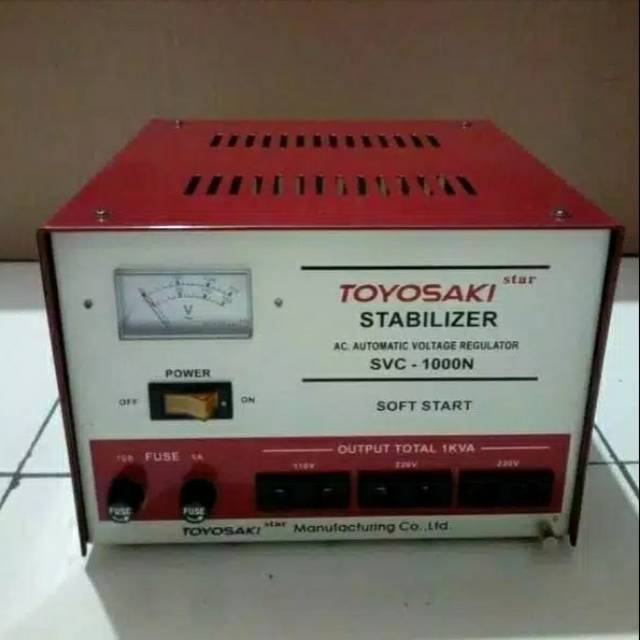 V
star
TOYOSAKI
STABILIZER
AC. AUTOMATIC VOLTAGE REGULATOR
SVC - 1000N
SOFT START
POWER
OFF
ON
FUSE 1A
OUTPUT TOTAL 1KVA
110V 220V 220V
FUSE FUSE
TOYOSAKI star Manufacturing Co.,Ltd.